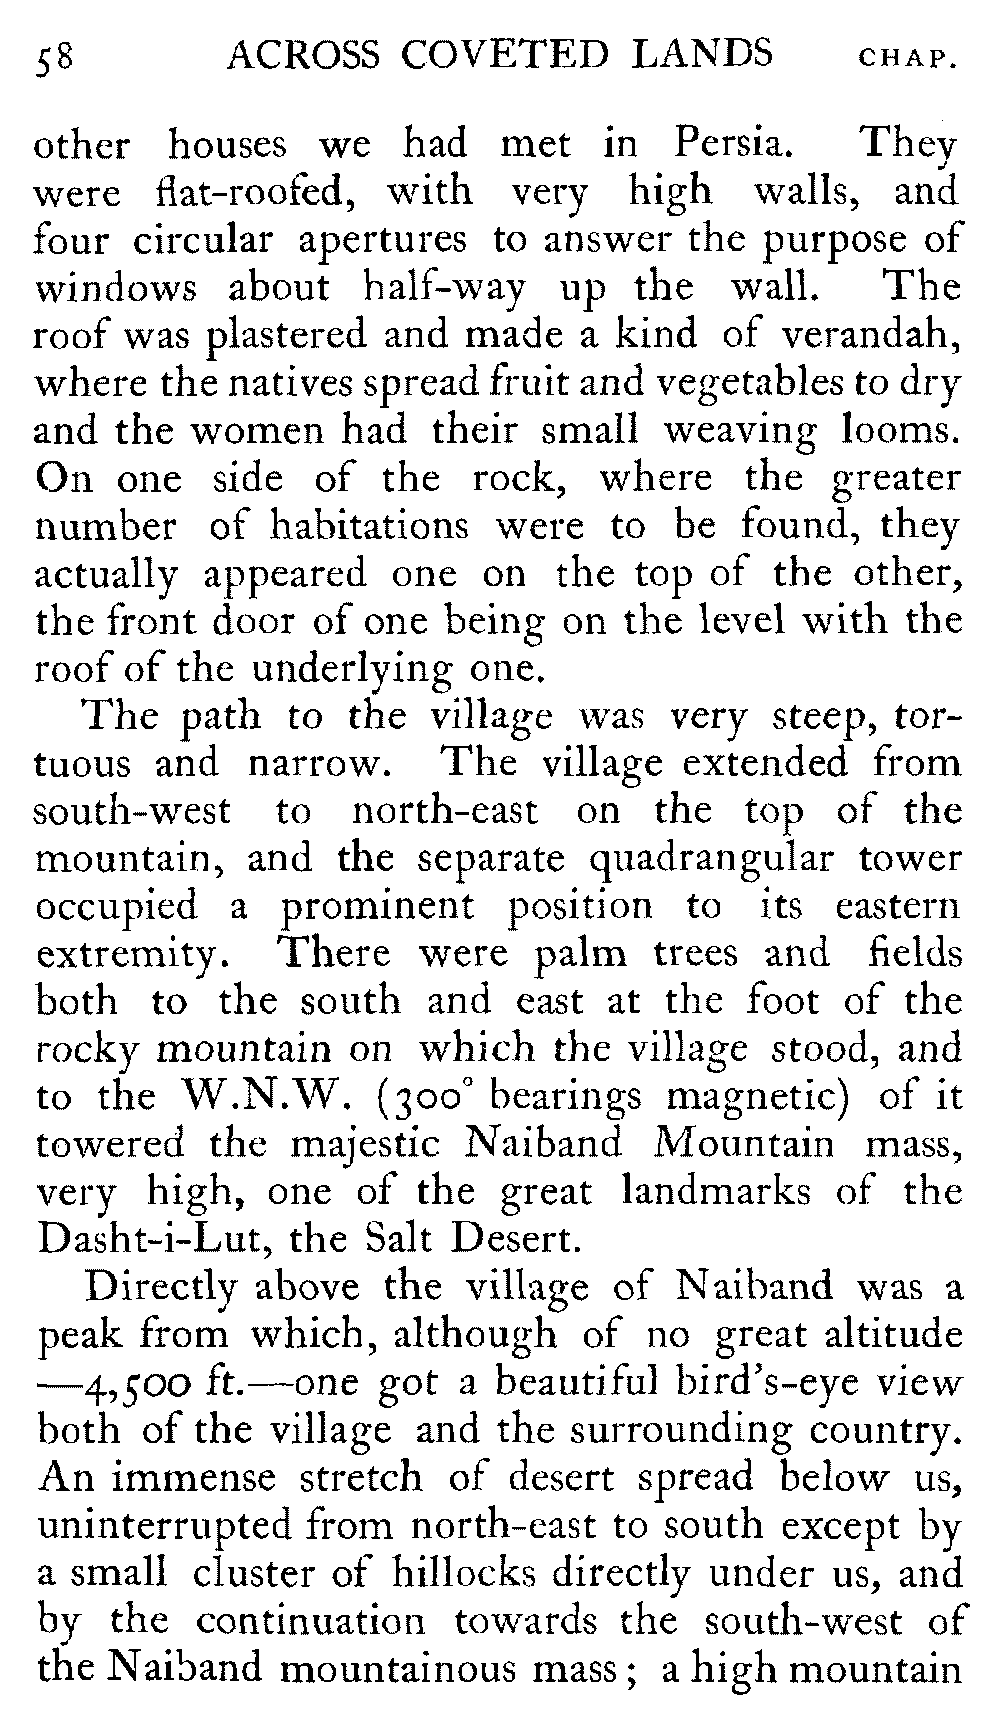 58 ACROSS COVETED LANDS CHAP.
other houses we had met in Persia. They
were flat-roofed, with very high walls, and
four circular apertures to answer the purpose of
windows about half-way up the wall. The
roof was plastered and made a kind of verandah,
where the natives spread fruit and vegetables to dry
and the women had their small weaving looms.
On one side of the rock, where the greater
number of habitations were to be found, they
actually appeared one on the top of the other,
the front door of one being on the level with the
roof of the underlying one.
The path to the village was very steep, tor-
tuous and narrow. The village extended from
south-west to north-east on the top of the
mountain, and the separate quadrangular tower
occupied a prominent position to its eastern
extremity. There were palm trees and fields
both to the south and east at the foot of the
rocky mountain on which the village stood, and
to the W.N.W. (300° bearings magnetic) of it
towered the majestic Naiband Mountain mass,
very high, one of the great landmarks of the
Dasht-i-Lut, the Salt Desert.
Directly above the village of Naiband was a
peak from which, although of no great altitude
—4,500 ft.—one got a beautiful bird's-eye view
both of the village and the surrounding country.
An immense stretch of desert spread below us,
uninterrupted from north-east to south except by
a small cluster of hillocks directly under us, and
by the continuation towards the south-west of
the Naiband mountainous mass; a high mountain